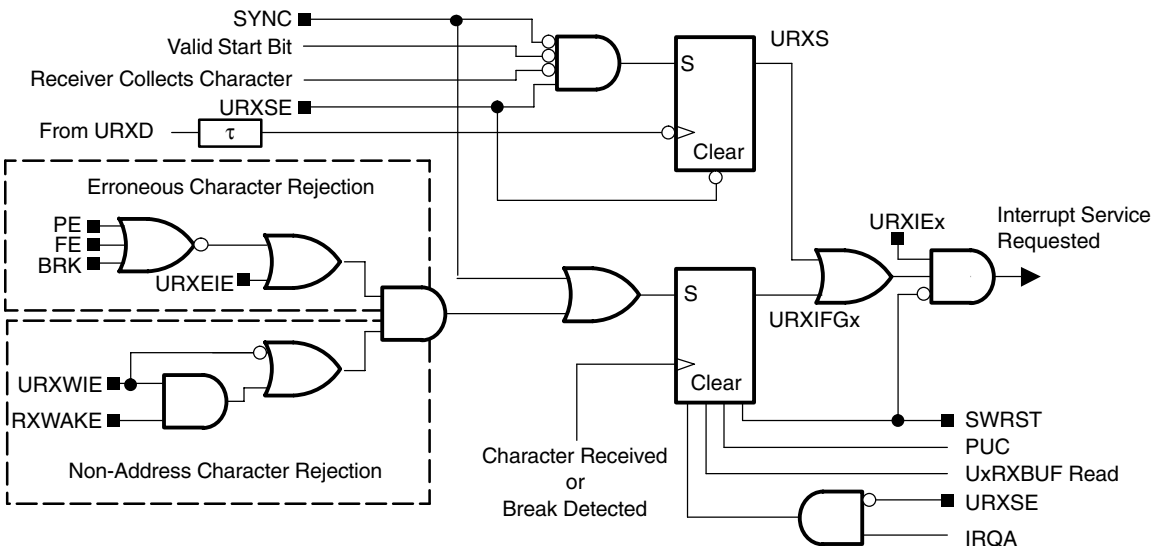 SYNC
Valid Start Bit
Receiver Collects Character
URXSE
From URXD
τ
S
Clear
URXS
Erroneous Character Rejection
PE
FE
BRK
URXEIE
URXWIE
RXWAKE
Non-Address Character Rejection
S
Clear
URXIFGx
URXIEx
Interrupt Service
Requested
Character Received
or
Break Detected
SWRST
PUC
UxRXBUF Read
URXSE
IRQA